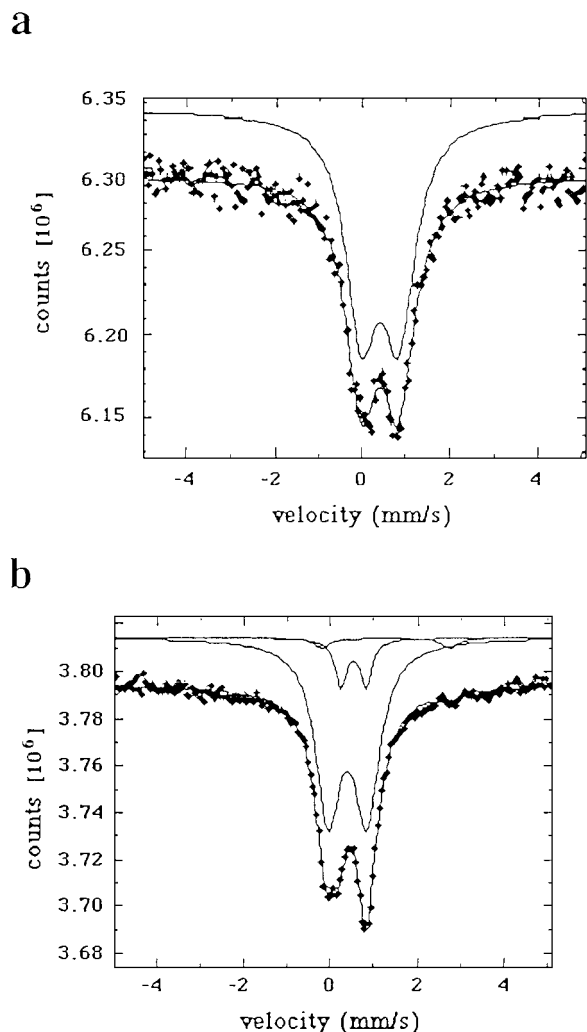 a
6.35
6.30
6.25
6.20
6.15
counts [10⁶]
-4 -2 0 2 4
velocity (mm/s)
b
3.80
3.78
3.76
3.74
3.72
3.70
3.68
counts [10⁶]
-4 -2 0 2 4
velocity (mm/s)